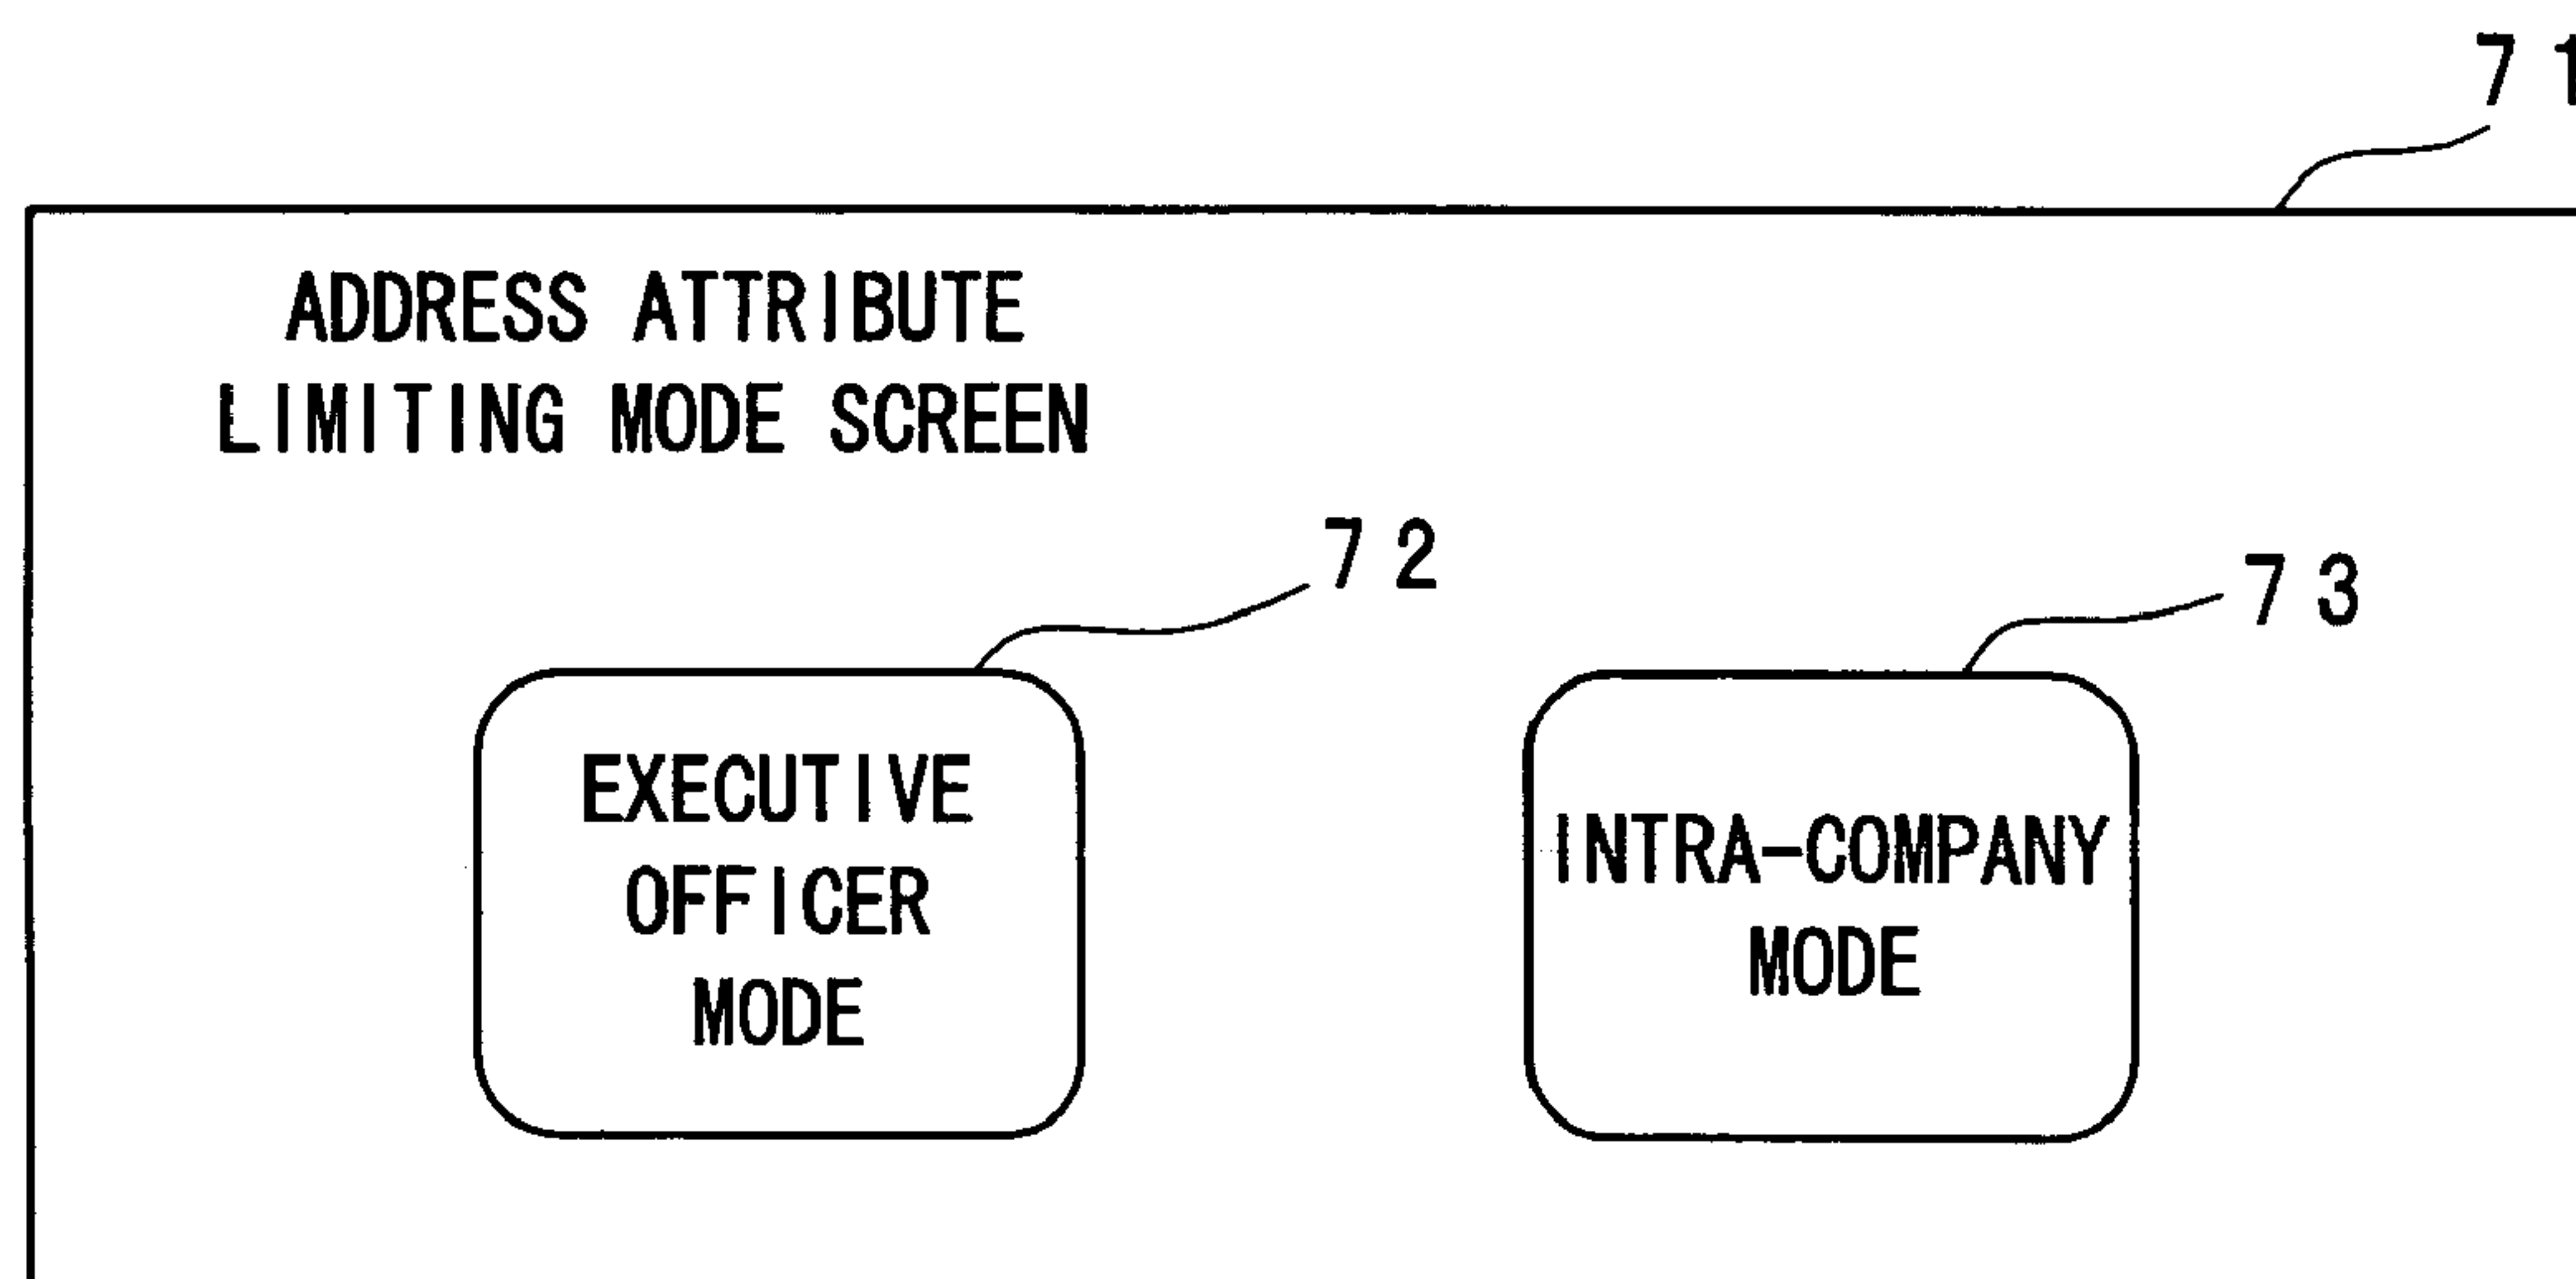 71
ADDRESS ATTRIBUTE
LIMITING MODE SCREEN
72
73
EXECUTIVE
OFFICER
MODE
INTRA-COMPANY
MODE